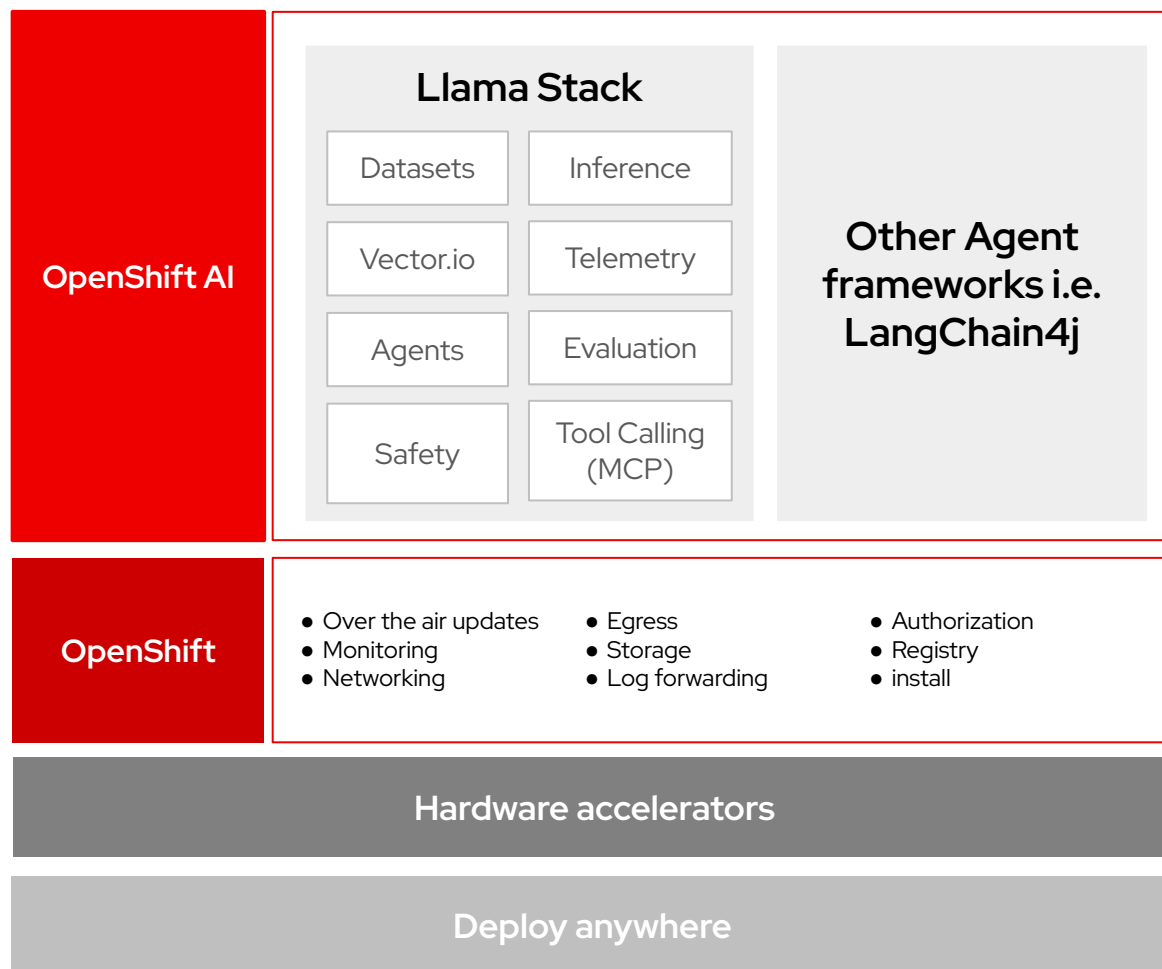 OpenShift AI
Llama Stack
Datasets
Inference
Vector.io
Telemetry
Agents
Evaluation
Safety
Tool Calling
(MCP)
Other Agent
frameworks i.e.
LangChain4j
OpenShift
● Over the air updates
● Monitoring
● Networking
● Egress
● Storage
● Log forwarding
● Authorization
● Registry
● install
Hardware accelerators
Deploy anywhere